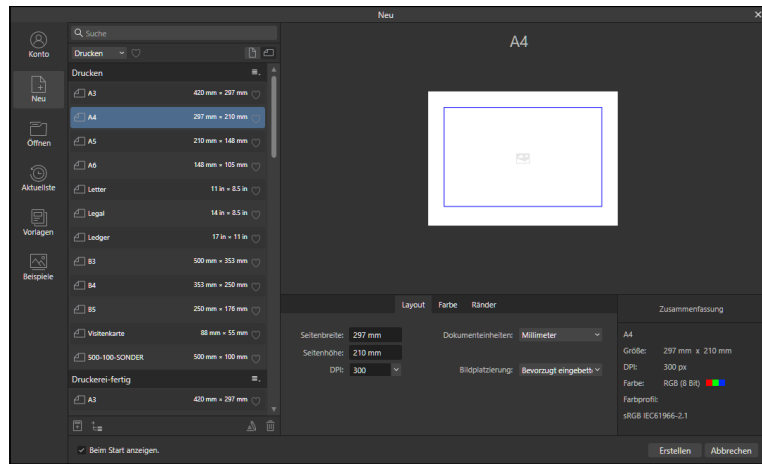 Neu
Konto
Neu
Öffnen
Aktuellste
Vorlagen
Beispiele
Suche
Drucken
Drucken
A3 420 mm × 297 mm
A4 297 mm × 210 mm
A5 210 mm × 148 mm
A6 148 mm × 105 mm
Letter 11 in × 8.5 in
Legal 14 in × 8.5 in
Ledger 17 in × 11 in
B3 500 mm × 353 mm
B4 353 mm × 250 mm
B5 250 mm × 176 mm
Visitenkarte 88 mm × 55 mm
500-100-SONDER 500 mm × 100 mm
Druckerei-fertig
A3 420 mm × 297 mm
Beim Start anzeigen.
A4
Layout Farbe Ränder
Seitenbreite: 297 mm Dokumenteinheiten: Millimeter
Seitenhöhe: 210 mm
DPI: 300 Bildplatzierung: Bevorzugt eingebett
Zusammenfassung
A4
Größe: 297 mm x 210 mm
DPI: 300 px
Farbe: RGB (8 Bit)
Farbprofil:
sRGB IEC61966-2.1
Erstellen Abbrechen